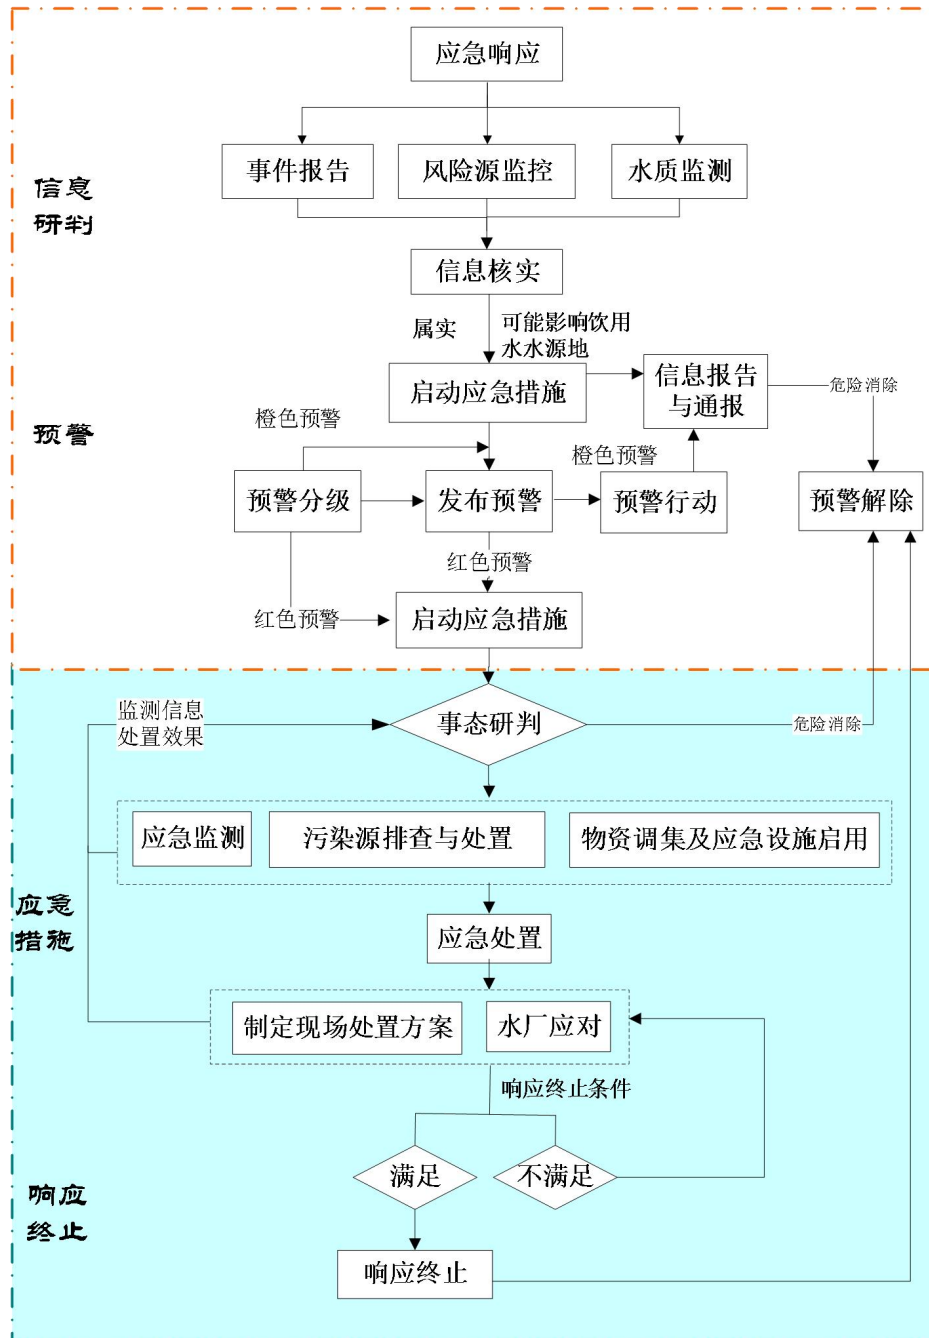 应急响应
事件报告
风险源监控
水质监测
信息
研判
信息核实
属实
可能影响饮用
水水源地
启动应急措施
信息报告
与通报
危险消除
橙色预警
预警
橙色预警
预警分级
发布预警
预警行动
预警解除
红色预警
红色预警
启动应急措施
监测信息
处置效果
事态研判
危险消除
应急监测
污染源排查与处置
物资调集及应急设施启用
应急
措施
应急处置
制定现场处置方案
水厂应对
响应终止条件
满足
不满足
响应
终止
响应终止